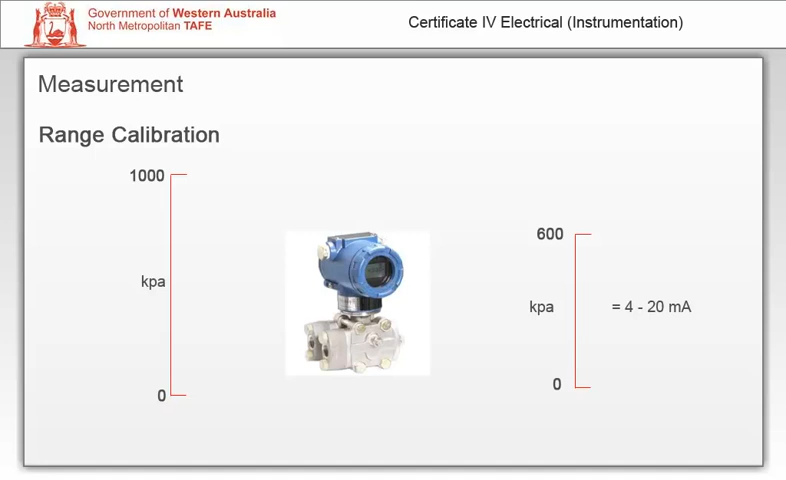 Government of Western Australia
North Metropolitan TAFE
Certificate IV Electrical (Instrumentation)
Measurement
Range Calibration
1000
kpa
0
600
kpa
= 4 - 20 mA
0